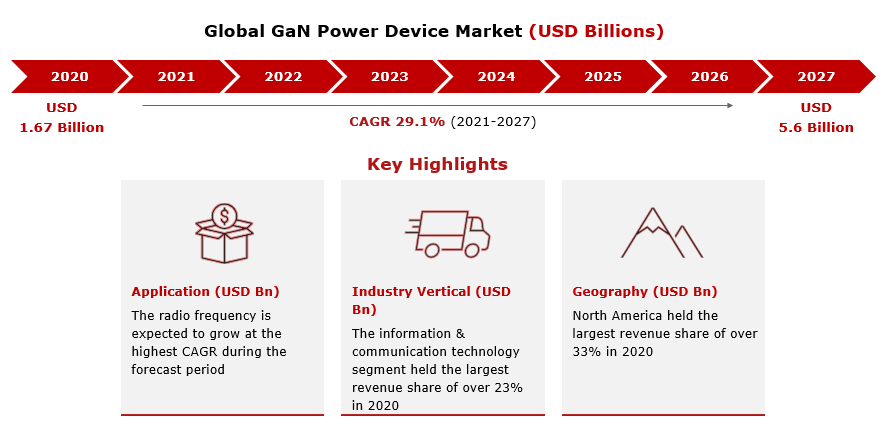 Global GaN Power Device Market (USD Billions)
2020 2021 2022 2023 2024 2025 2026 2027
USD
1.67 Billion
CAGR 29.1% (2021-2027)
USD
5.6 Billion
Key Highlights
$
Application (USD Bn)
The radio frequency is
expected to grow at the
highest CAGR during the
forecast period
Industry Vertical (USD
Bn)
The information &
communication technology
segment held the largest
revenue share of over 23%
in 2020
Geography (USD Bn)
North America held the
largest revenue share of over
33% in 2020